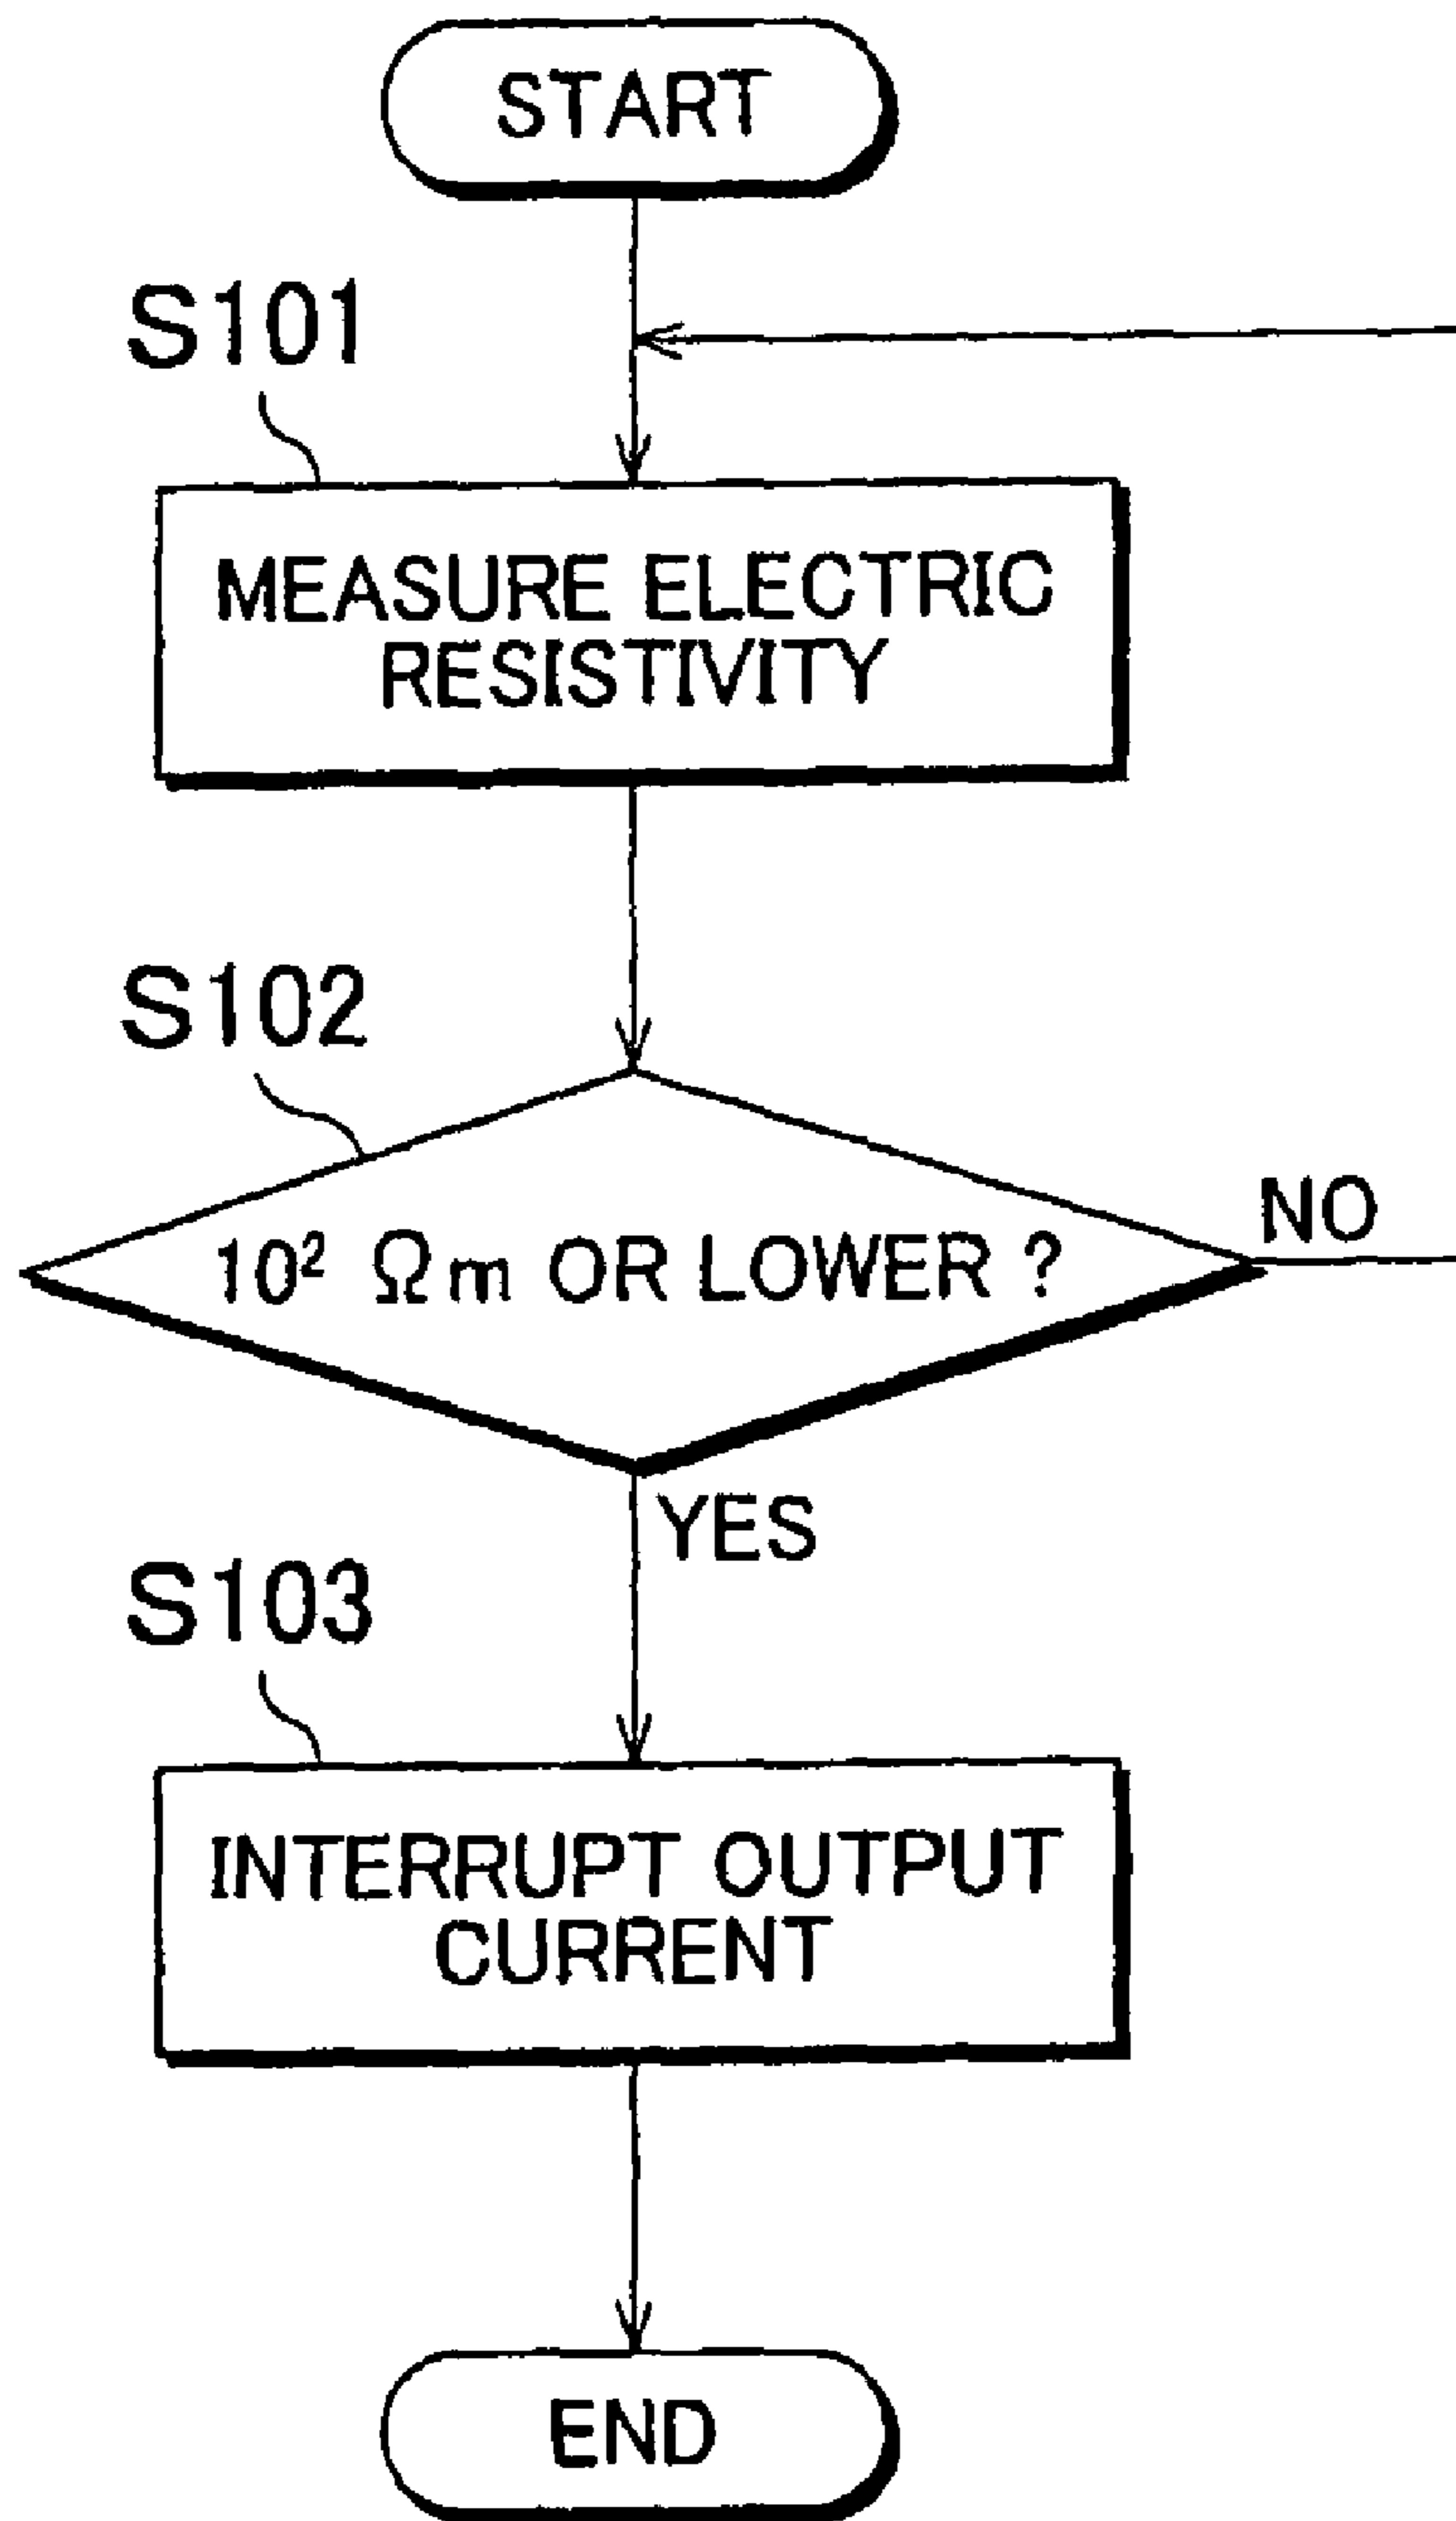 START
S101
MEASURE ELECTRIC
RESISTIVITY
S102
10² Ωm OR LOWER ?
NO
YES
S103
INTERRUPT OUTPUT
CURRENT
END